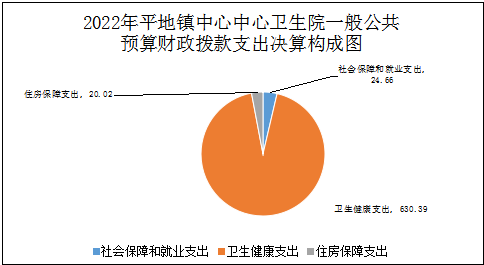 2022年平地镇中心中心卫生院一般公共
预算财政拨款支出决算构成图
社会保障和就业支出,
24.66
住房保障支出, 20.02
卫生健康支出, 630.39
社会保障和就业支出 卫生健康支出 住房保障支出